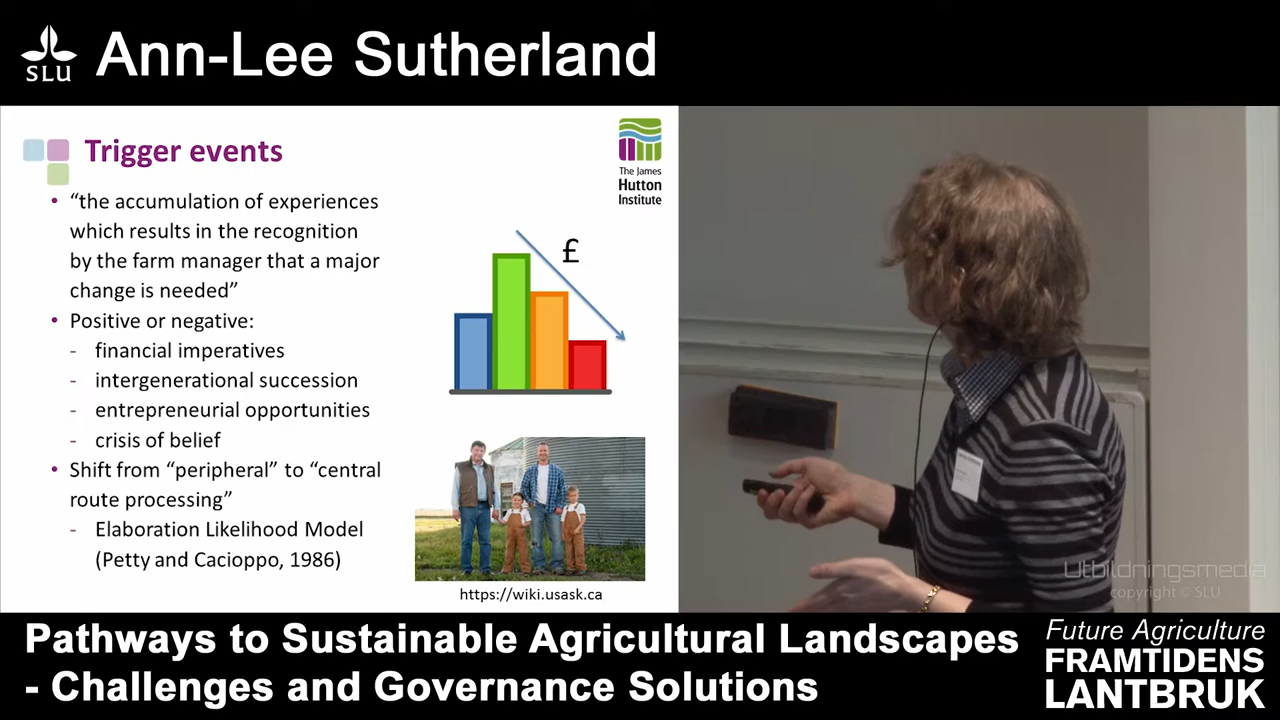 SLU
Ann-Lee Sutherland
Trigger events
The James
Hutton
Institute
• “the accumulation of experiences
which results in the recognition
by the farm manager that a major
change is needed”
• Positive or negative:
- financial imperatives
- intergenerational succession
- entrepreneurial opportunities
- crisis of belief
• Shift from “peripheral” to “central
route processing”
- Elaboration Likelihood Model
(Petty and Cacioppo, 1986)
£
https://wiki.usask.ca
Utbildningsmedia
copyright © SLU
Pathways to Sustainable Agricultural Landscapes
- Challenges and Governance Solutions
Future Agriculture
FRAMTIDENS
LANTBRUK